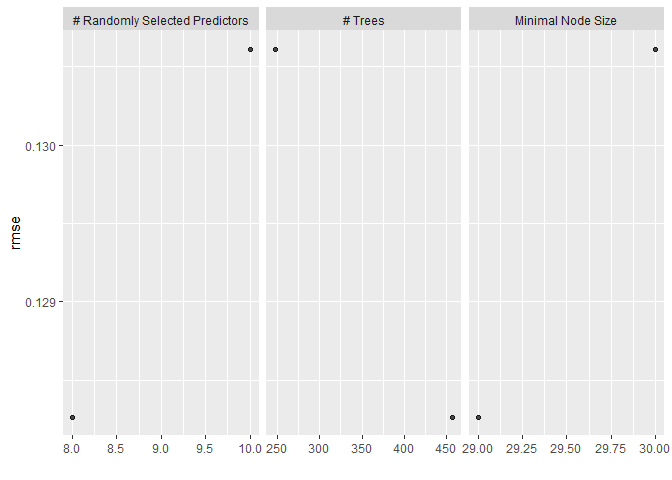 # Randomly Selected Predictors
# Trees
Minimal Node Size
0.130
0.129
rmse
8.0 8.5 9.0 9.5 10.0
250 300 350 400 450
29.00 29.25 29.50 29.75 30.00